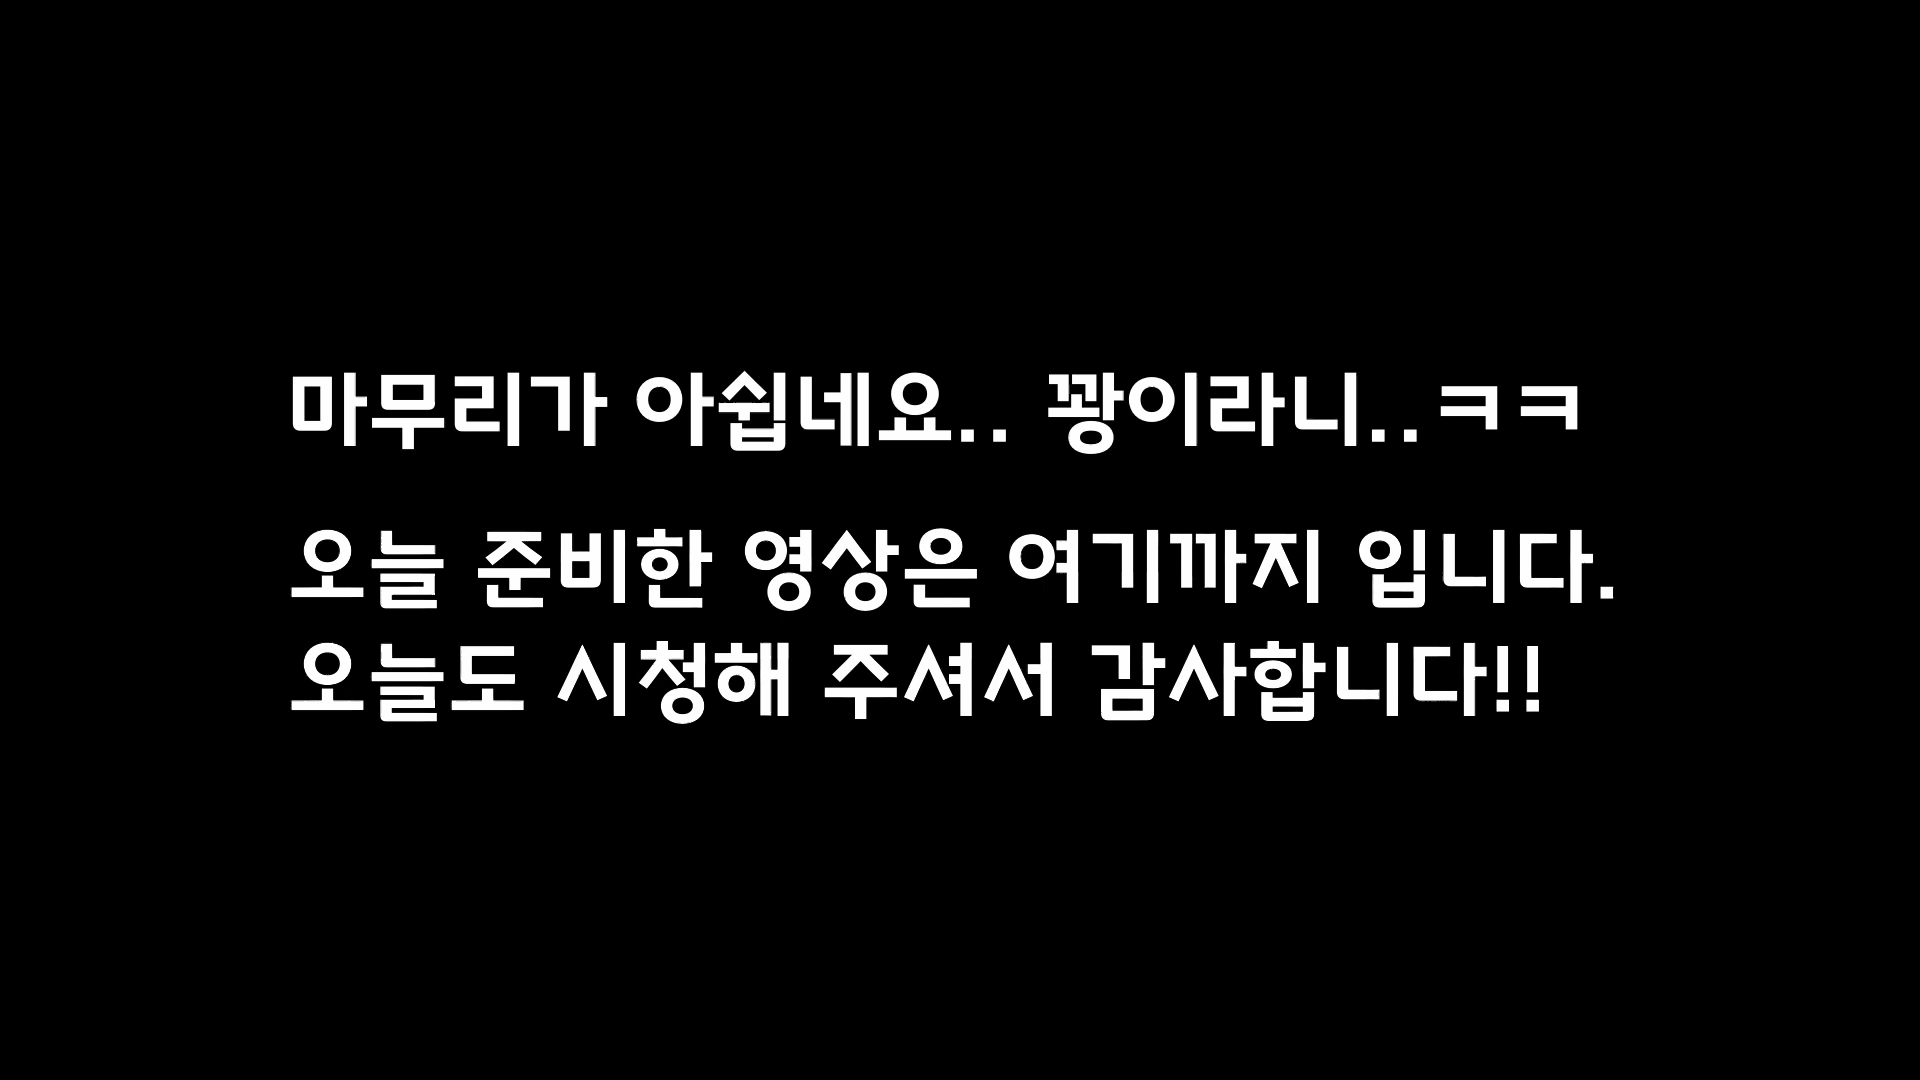 마무리가 아쉽네요.. 꽝이라니..ㅋㅋ
오늘 준비한 영상은 여기까지 입니다.
오늘도 시청해 주셔서 감사합니다!!